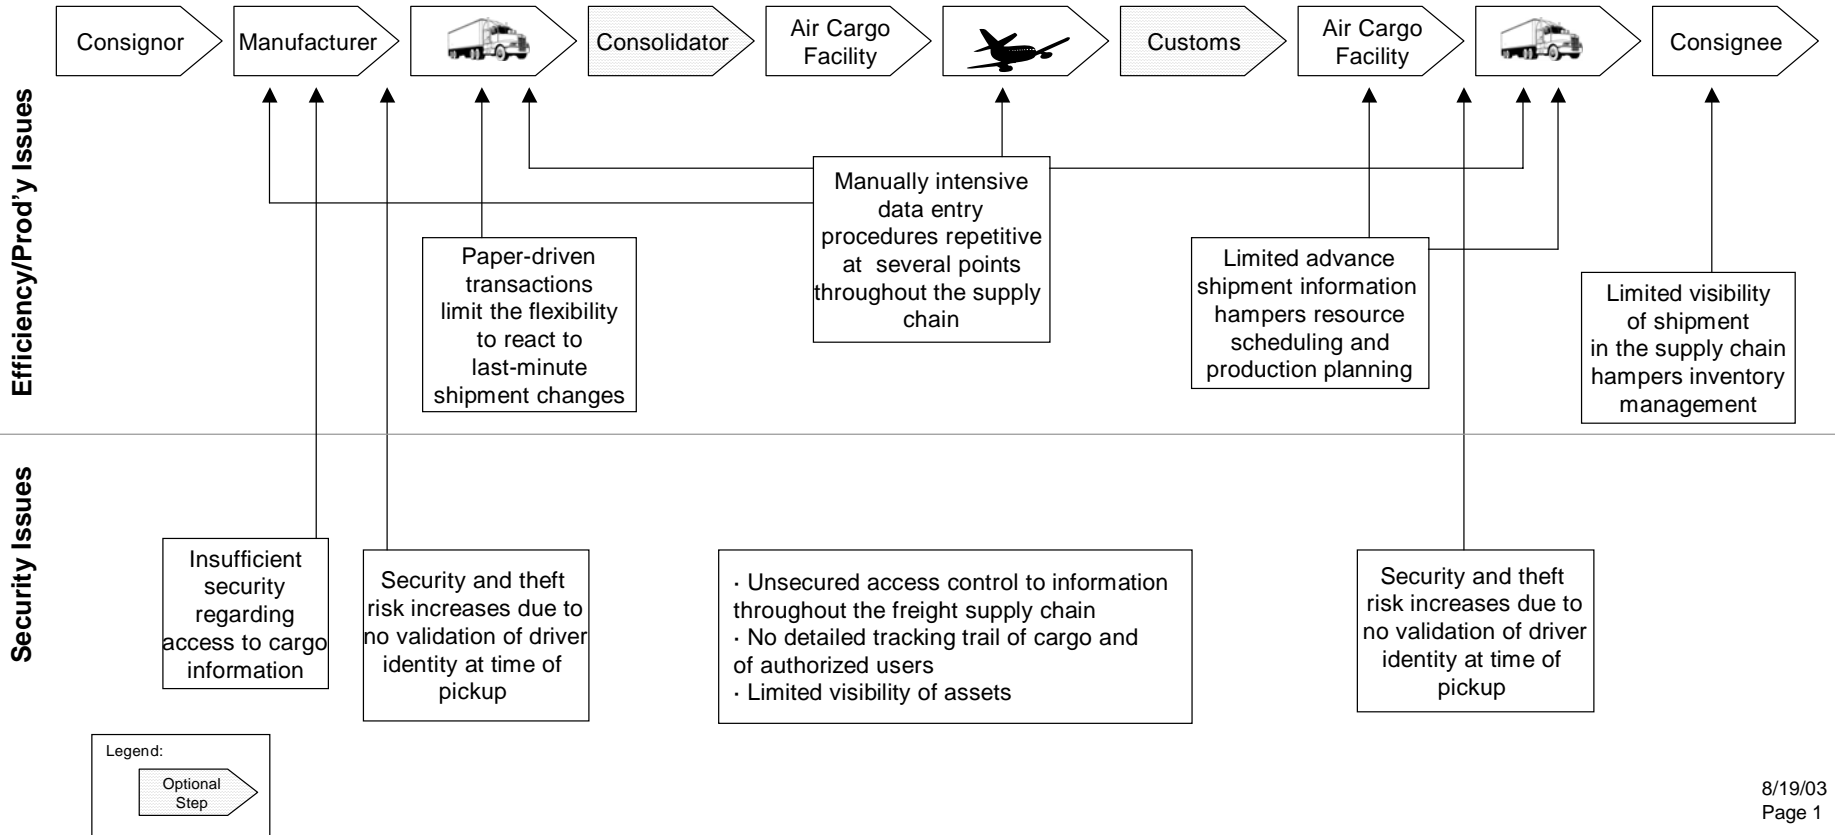 Consignor
Manufacturer
Consolidator
Air Cargo
Facility
Customs
Air Cargo
Facility
Consignee
Efficiency/Prod'y Issues
Manually intensive
data entry
procedures repetitive
at several points
throughout the supply
chain
Paper-driven
transactions
limit the flexibility
to react to
last-minute
shipment changes
Limited advance
shipment information
hampers resource
scheduling and
production planning
Limited visibility
of shipment
in the supply chain
hampers inventory
management
Security Issues
Insufficient
security
regarding
access to cargo
information
Security and theft
risk increases due to
no validation of driver
identity at time of
pickup
· Unsecured access control to information
throughout the freight supply chain
· No detailed tracking trail of cargo and
of authorized users
· Limited visibility of assets
Security and theft
risk increases due to
no validation of driver
identity at time of
pickup
Legend:
Optional
Step
8/19/03
Page 1